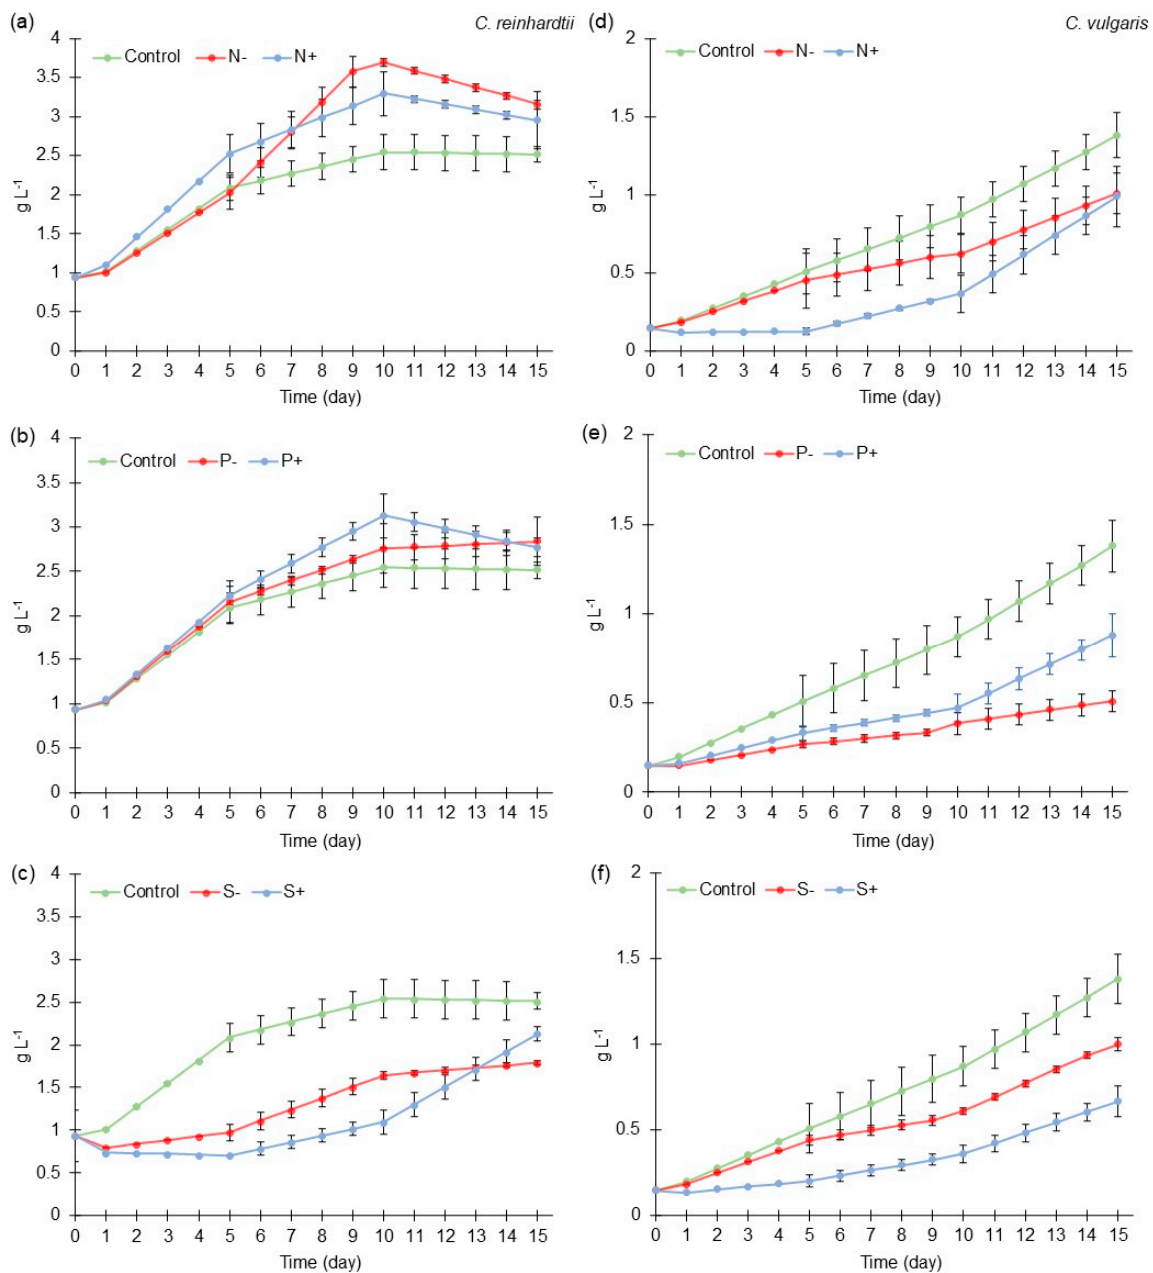 (a) C. reinhardtii
Control N- N+
4
3.5
3
2.5
2
1.5
1
0.5
0
g L-1
0 1 2 3 4 5 6 7 8 9 10 11 12 13 14 15
Time (day)
(d) C. vulgaris
Control N- N+
2
1.5
1
0.5
0
g L-1
0 1 2 3 4 5 6 7 8 9 10 11 12 13 14 15
Time (day)
(b)
Control P- P+
4
3.5
3
2.5
2
1.5
1
0.5
0
g L-1
0 1 2 3 4 5 6 7 8 9 10 11 12 13 14 15
Time (day)
(e)
Control P- P+
2
1.5
1
0.5
0
g L-1
0 1 2 3 4 5 6 7 8 9 10 11 12 13 14 15
Time (day)
(c)
Control S- S+
4
3.5
3
2.5
2
1.5
1
0.5
0
g L-1
0 1 2 3 4 5 6 7 8 9 10 11 12 13 14 15
Time (day)
(f)
Control S- S+
2
1.5
1
0.5
0
g L-1
0 1 2 3 4 5 6 7 8 9 10 11 12 13 14 15
Time (day)